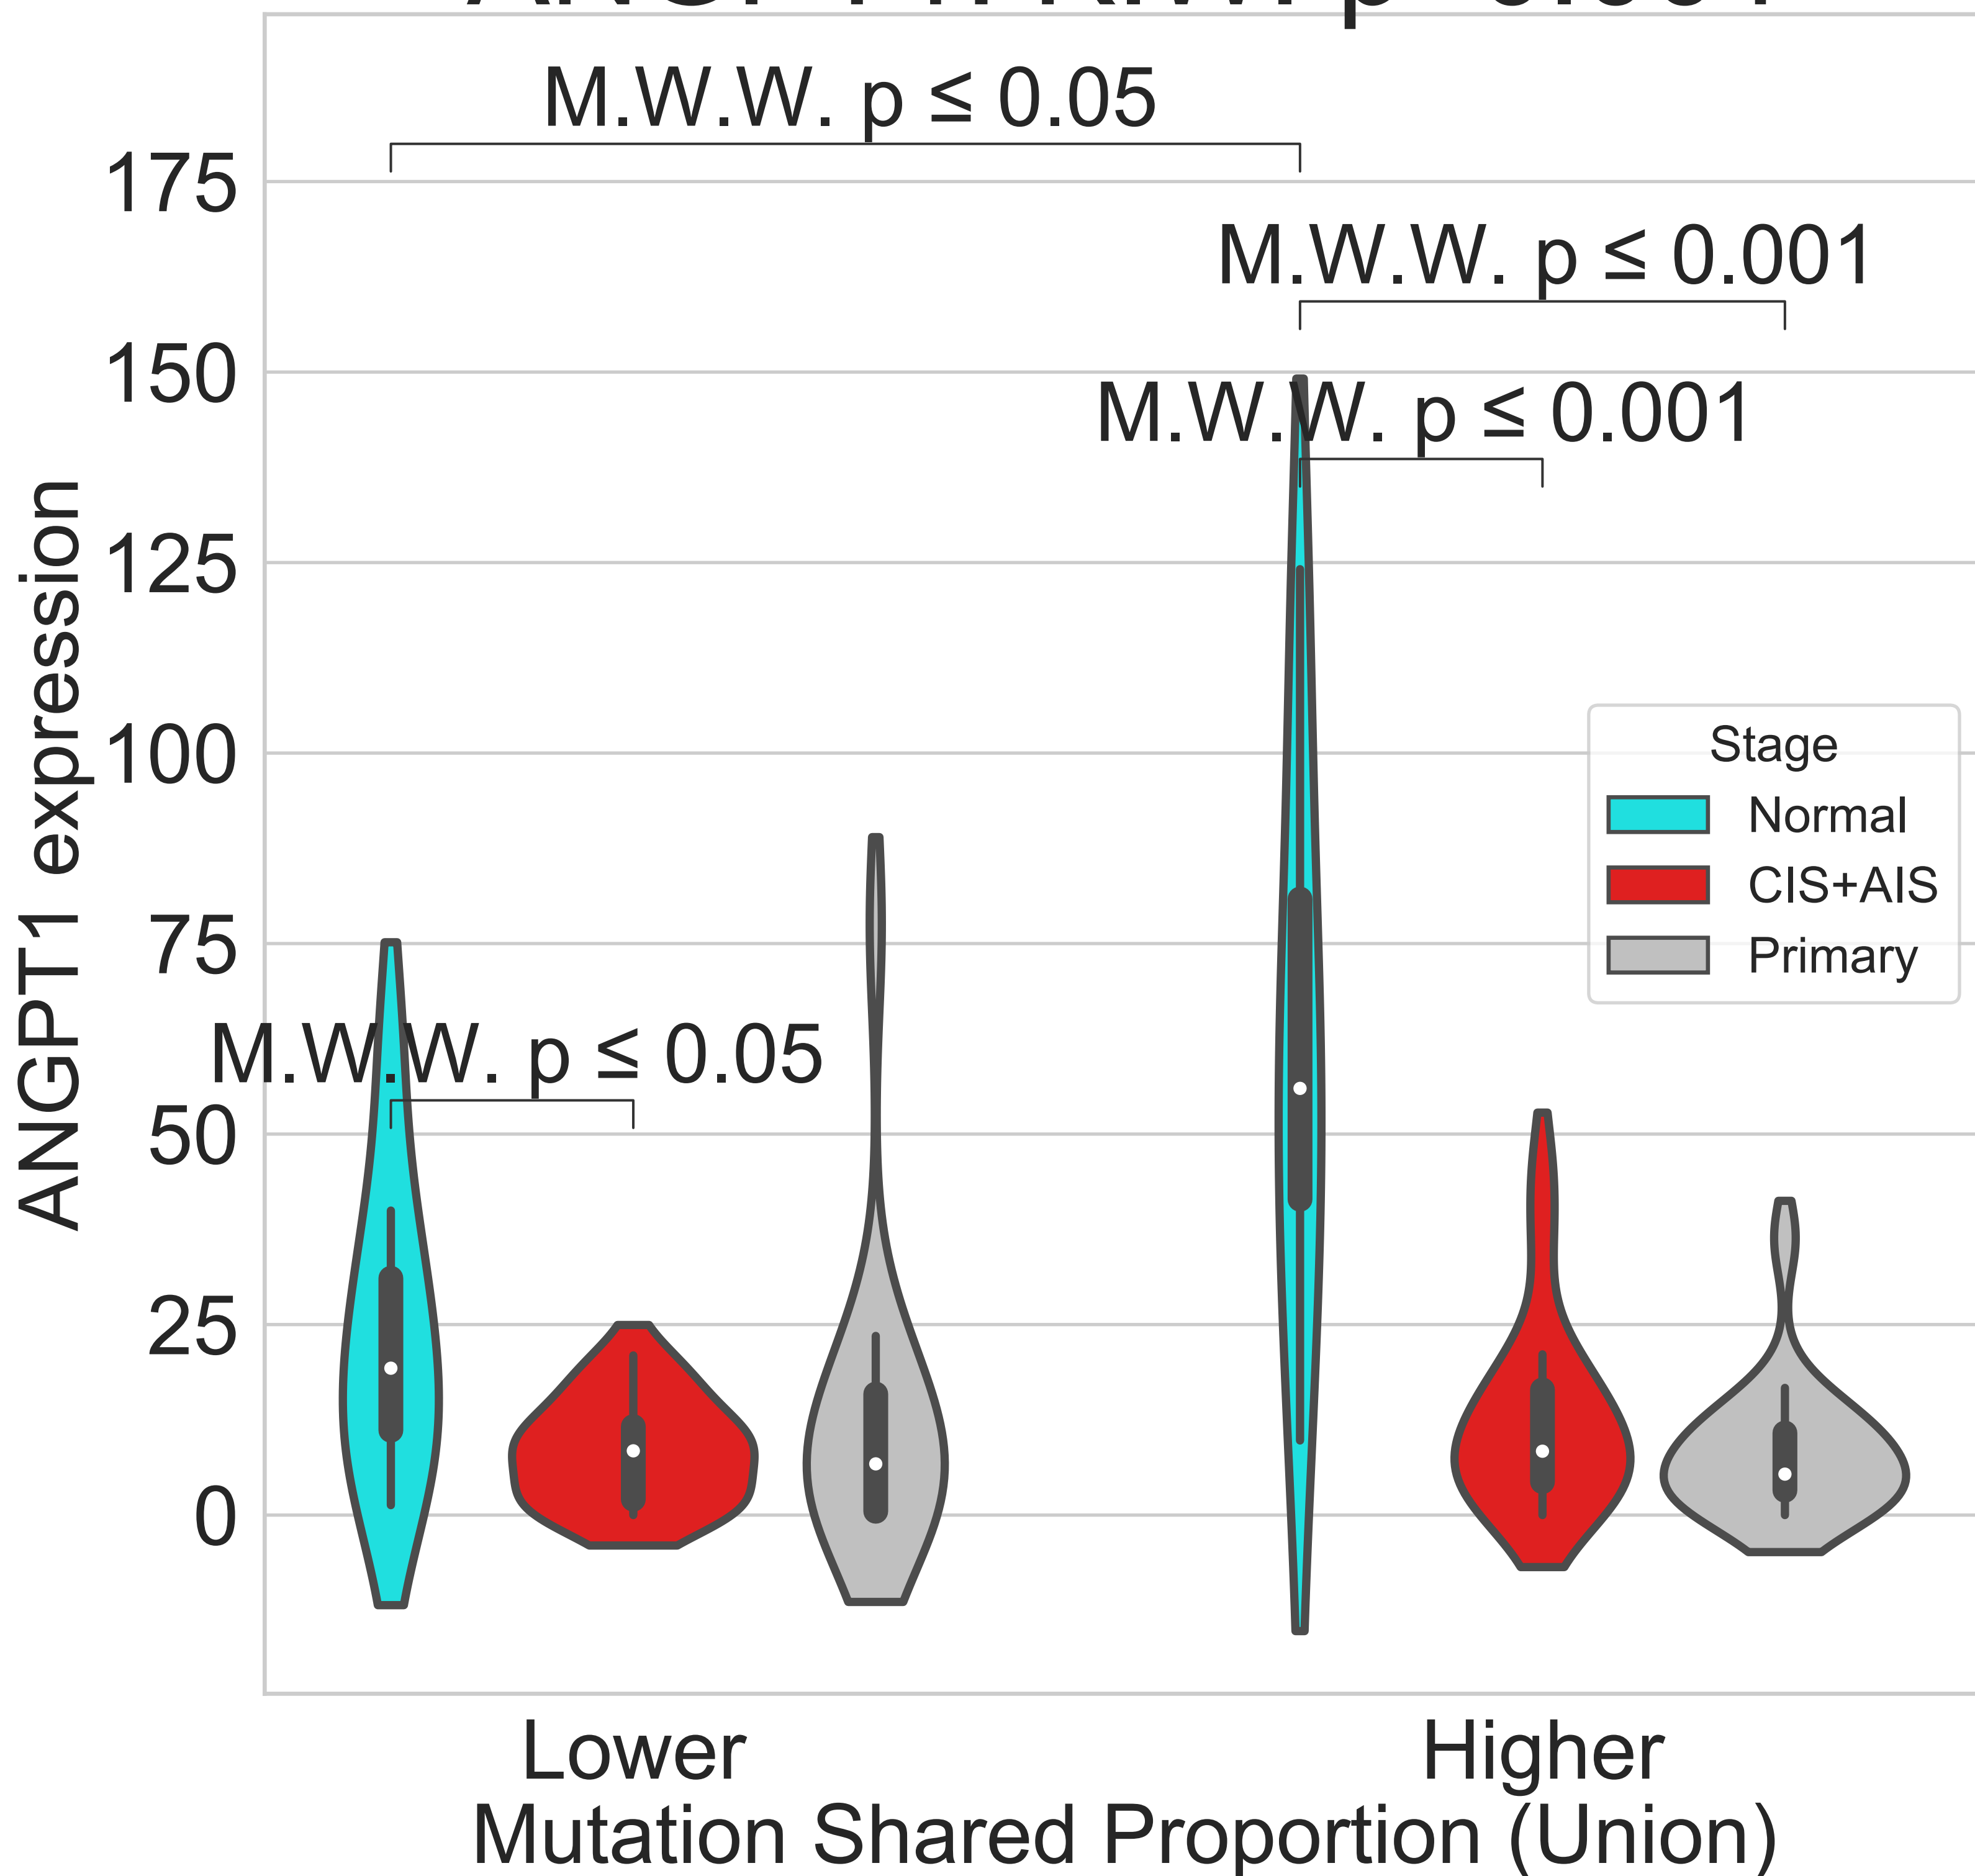 M.W.W. p ≤ 0.05
175
M.W.W. p ≤ 0.001
150
M.W.W. p ≤ 0.001
125
100
Stage
Normal
CIS+AIS
Primary
75
M.W.W. p ≤ 0.05
50
25
0
ANGPT1 expression
Lower
Higher
Mutation Shared Proportion (Union)